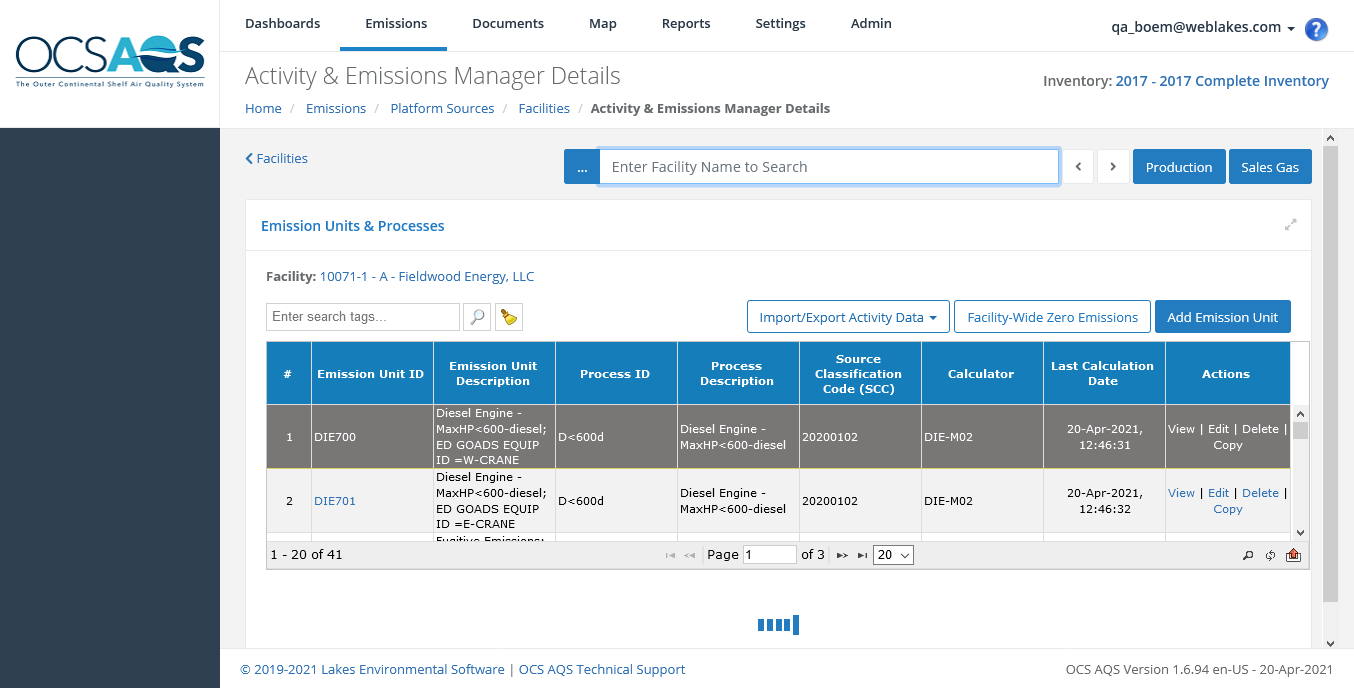 Dashboards Emissions Documents Map Reports Settings Admin
qa_boem@weblakes.com ?
OCSAQS
The Outer Continental Shelf Air Quality System
Activity & Emissions Manager Details
Inventory: 2017 - 2017 Complete Inventory
Home / Emissions / Platform Sources / Facilities / Activity & Emissions Manager Details
Facilities
... Enter Facility Name to Search
Production Sales Gas
Emission Units & Processes
Facility: 10071-1 - A - Fieldwood Energy, LLC
Enter search tags...
Import/Export Activity Data
Facility-Wide Zero Emissions
Add Emission Unit
#
Emission Unit ID
Emission Unit
Description
Process ID
Process
Description
Source
Classification
Code (SCC)
Calculator
Last Calculation
Date
Actions
1
DIE700
Diesel Engine -
MaxHP<600-diesel;
ED GOADS EQUIP
ID =W-CRANE
D<600d
Diesel Engine -
MaxHP<600-diesel
20200102
DIE-M02
20-Apr-2021,
12:46:31
View | Edit | Delete |
Copy
2
DIE701
Diesel Engine -
MaxHP<600-diesel;
ED GOADS EQUIP
ID =E-CRANE
D<600d
Diesel Engine -
MaxHP<600-diesel
20200102
DIE-M02
20-Apr-2021,
12:46:32
View | Edit | Delete |
Copy
Fugitive Emissions;
1 - 20 of 41
Page 1 of 3
20
© 2019-2021 Lakes Environmental Software | OCS AQS Technical Support
OCS AQS Version 1.6.94 en-US - 20-Apr-2021